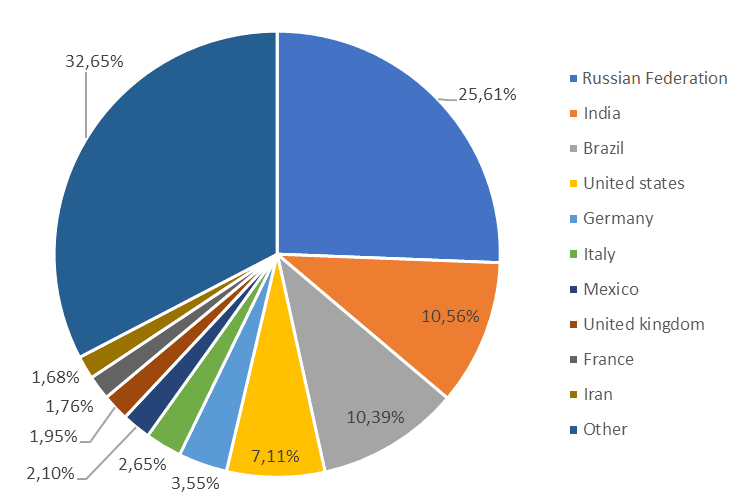 32,65%
25,61%
10,56%
10,39%
7,11%
3,55%
2,65%
2,10%
1,95%
1,76%
1,68%
Russian Federation
India
Brazil
United states
Germany
Italy
Mexico
United kingdom
France
Iran
Other